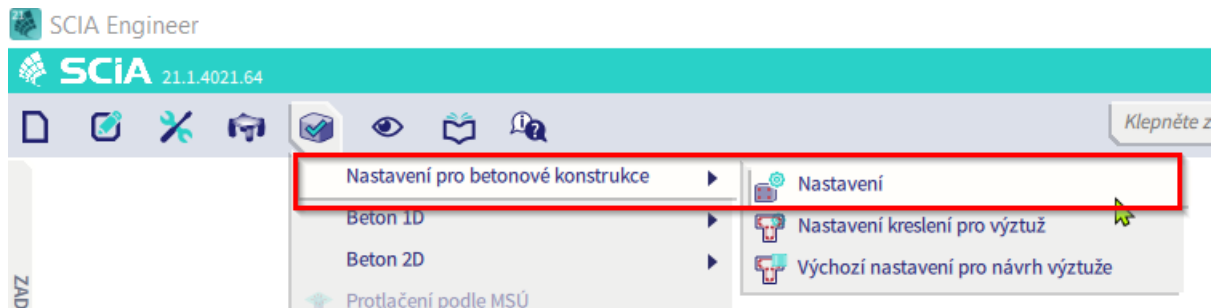 SCIA Engineer
SCiA 21.1.4021.64
Klepněte z
Nastavení pro betonové konstrukce
Nastavení
Beton 1D
Nastavení kreslení pro výztuž
Beton 2D
Výchozí nastavení pro návrh výztuže
Protlačení podle MSÚ
ZAD